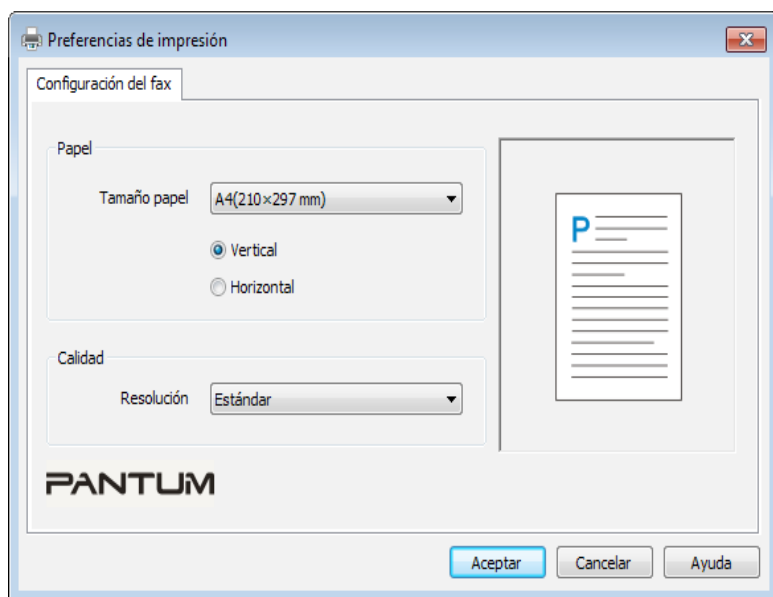 Preferencias de impresión
Configuración del fax
Papel
Tamaño papel A4(210×297 mm)
Vertical
Horizontal
Calidad
Resolución Estándar
P
PANTUM
Aceptar Cancelar Ayuda